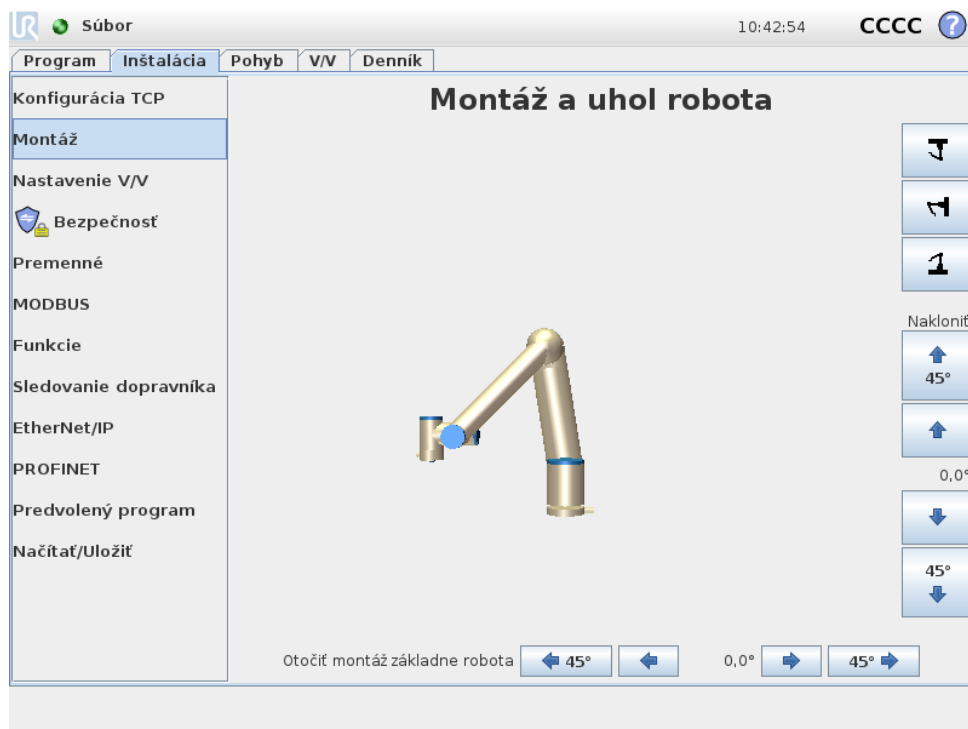 UR Súbor 10:42:54 CCCC ?
Program Inštalácia Pohyb V/V Denník
Konfigurácia TCP
Montáž
Nastavenie V/V
Bezpečnosť
Premenné
MODBUS
Funkcie
Sledovanie dopravníka
EtherNet/IP
PROFINET
Predvolený program
Načítať/Uložiť
Montáž a uhol robota
Nakloniť
45°
0,0°
45°
Otočiť montáž základne robota 45° 0,0° 45°